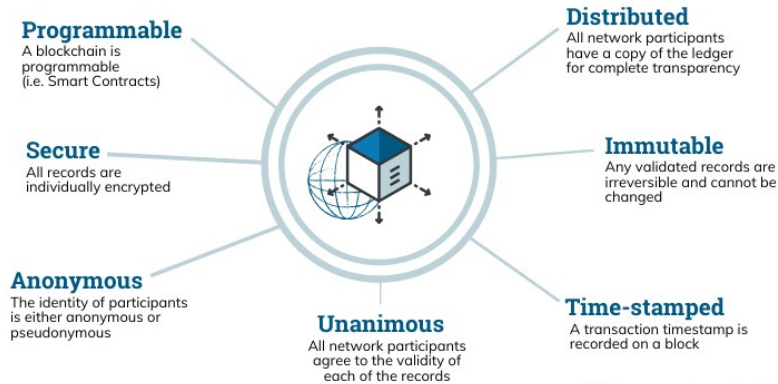 Programmable
A blockchain is
programmable
(i.e. Smart Contracts)
Distributed
All network participants
have a copy of the ledger
for complete transparency
Secure
All records are
individually encrypted
Immutable
Any validated records are
irreversible and cannot be
changed
Anonymous
The identity of participants
is either anonymous or
pseudonymous
Unanimous
All network participants
agree to the validity of
each of the records
Time-stamped
A transaction timestamp is
recorded on a block